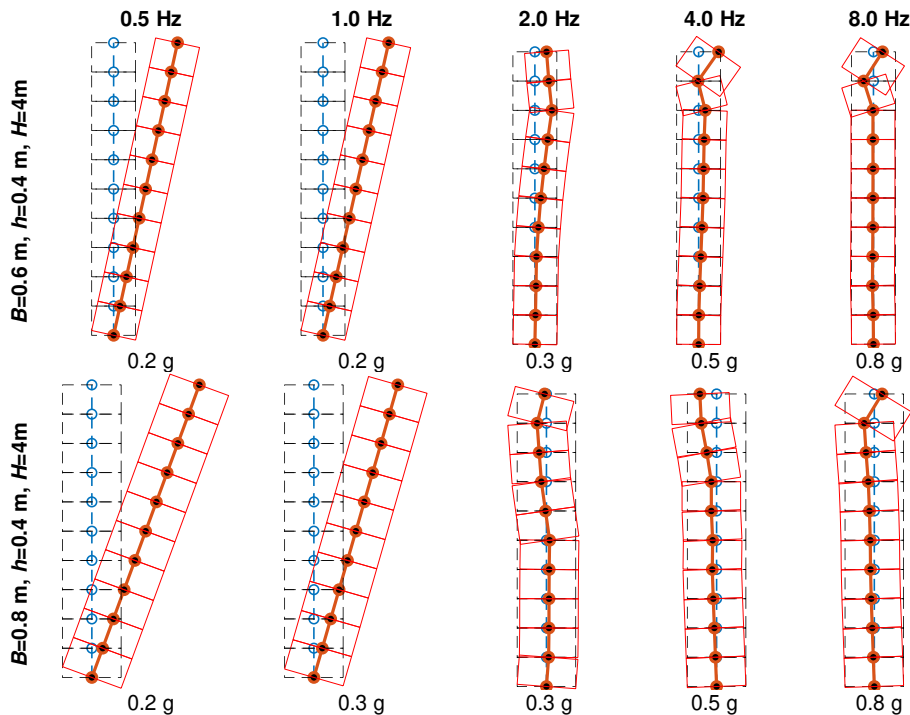 0.5 Hz 1.0 Hz 2.0 Hz 4.0 Hz 8.0 Hz
B=0.6 m, h=0.4 m, H=4m
0.2 g 0.2 g 0.3 g 0.5 g 0.8 g
B=0.8 m, h=0.4 m, H=4m
0.2 g 0.3 g 0.3 g 0.5 g 0.8 g